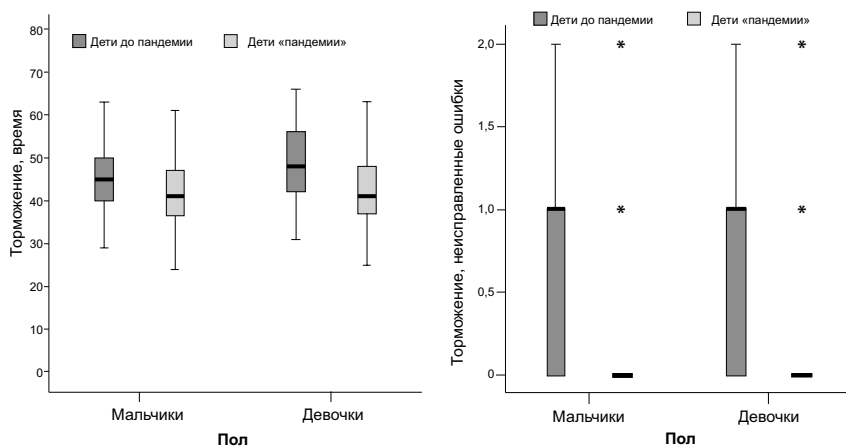 Дети до пандемии
Дети «пандемии»
Торможение, время
80
70
60
50
40
30
20
10
0
Мальчики
Девочки
Пол
Дети до пандемии
Дети «пандемии»
Торможение, неисправленные ошибки
2,0
1,5
1,0
0,5
0
*
*
*
*
Мальчики
Девочки
Пол